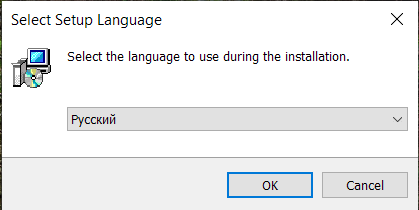 Select Setup Language
Select the language to use during the installation.
Русский
OK
Cancel